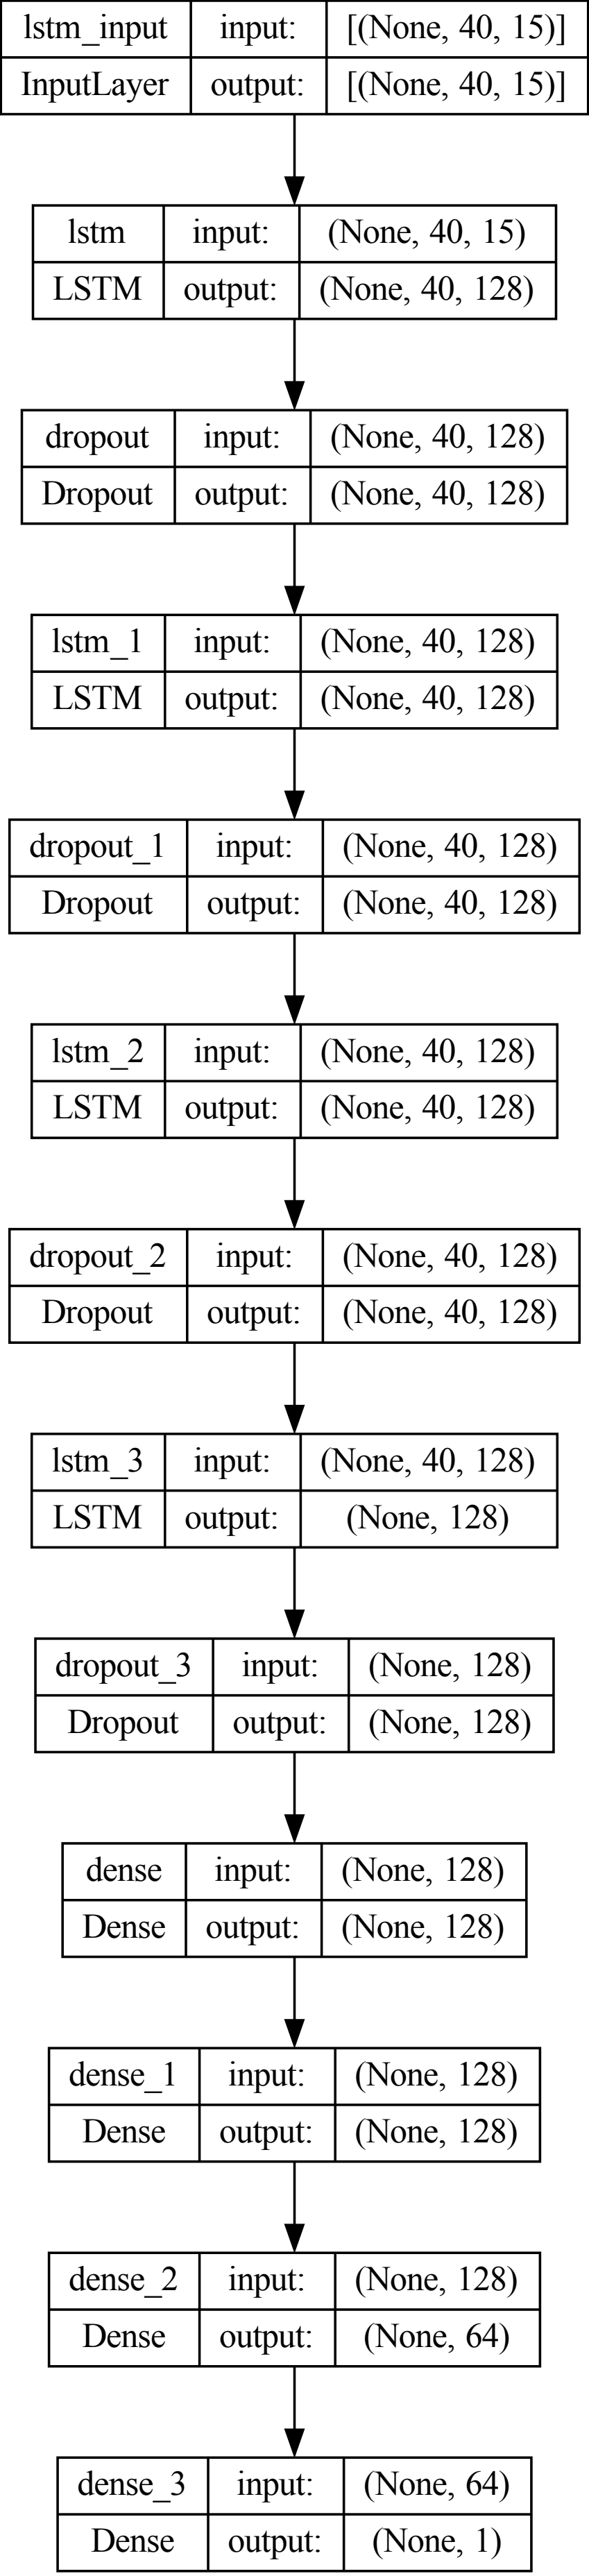 lstm_input input: [(None, 40, 15)]
InputLayer output: [(None, 40, 15)]
lstm input: (None, 40, 15)
LSTM output: (None, 40, 128)
dropout input: (None, 40, 128)
Dropout output: (None, 40, 128)
lstm_1 input: (None, 40, 128)
LSTM output: (None, 40, 128)
dropout_1 input: (None, 40, 128)
Dropout output: (None, 40, 128)
lstm_2 input: (None, 40, 128)
LSTM output: (None, 40, 128)
dropout_2 input: (None, 40, 128)
Dropout output: (None, 40, 128)
lstm_3 input: (None, 40, 128)
LSTM output: (None, 128)
dropout_3 input: (None, 128)
Dropout output: (None, 128)
dense input: (None, 128)
Dense output: (None, 128)
dense_1 input: (None, 128)
Dense output: (None, 128)
dense_2 input: (None, 128)
Dense output: (None, 64)
dense_3 input: (None, 64)
Dense output: (None, 1)